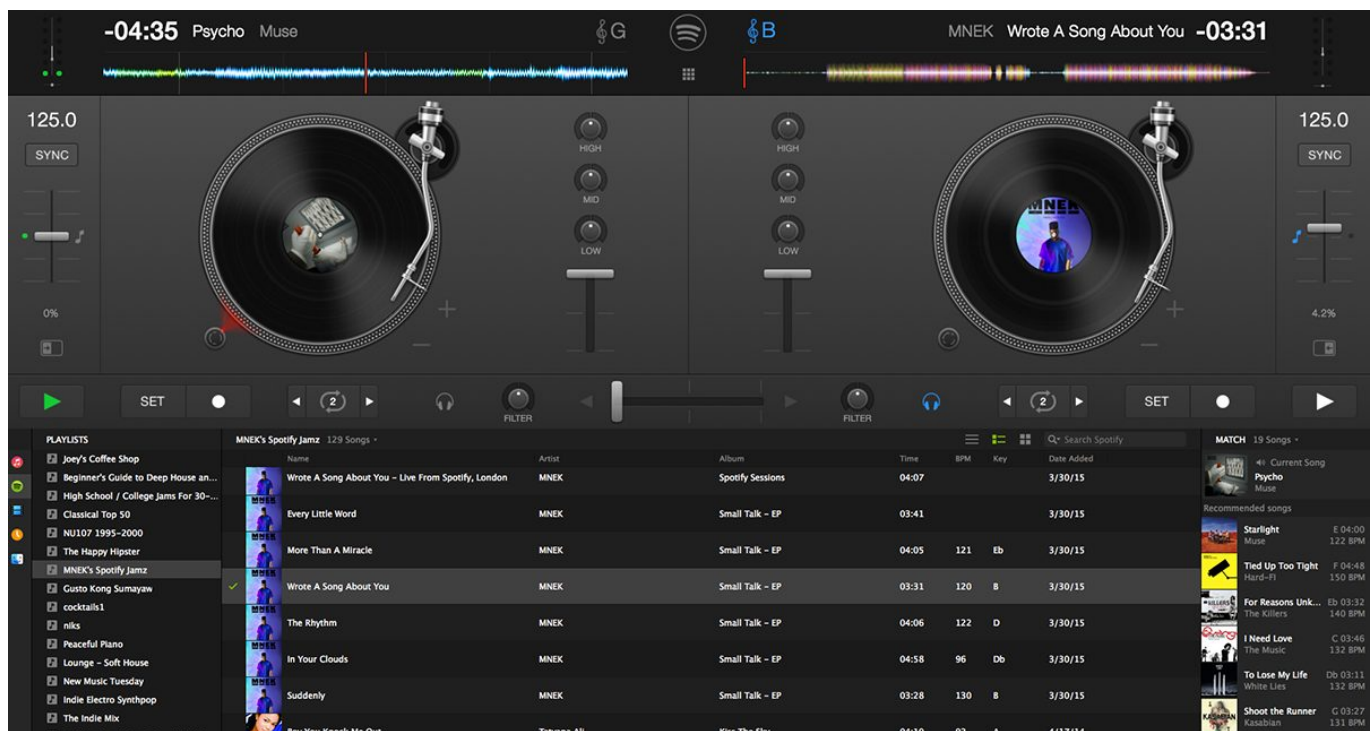 -04:35 Psycho Muse G B MNEK Wrote A Song About You -03:31
125.0 125.0
SYNC SYNC
HIGH HIGH
MID MID
LOW LOW
MNEK
0% 4.2%
SET 2 FILTER FILTER 2 SET
PLAYLISTS
Joey's Coffee Shop
Beginner's Guide to Deep House an...
High School / College Jams For 30-...
Classical Top 50
NU107 1995-2000
The Happy Hipster
MNEK's Spotify Jamz
Gusto Kong Sumayaw
cocktails1
niks
Peaceful Piano
Lounge - Soft House
New Music Tuesday
Indie Electro Synthpop
The Indie Mix
MNEK's Spotify Jamz 129 Songs Search Spotify
Name Artist Album Time BPM Key Date Added
Wrote A Song About You - Live From Spotify, London MNEK Spotify Sessions 04:07 3/30/15
Every Little Word MNEK Small Talk - EP 03:41 3/30/15
More Than A Miracle MNEK Small Talk - EP 04:05 121 Eb 3/30/15
Wrote A Song About You MNEK Small Talk - EP 03:31 120 B 3/30/15
The Rhythm MNEK Small Talk - EP 04:06 122 D 3/30/15
In Your Clouds MNEK Small Talk - EP 04:58 96 Db 3/30/15
Suddenly MNEK Small Talk - EP 03:28 130 B 3/30/15
MATCH 19 Songs
Current Song
Psycho
Muse
Recommended songs
Starlight E 04:00
Muse 122 BPM
Tied Up Too Tight F 04:48
Hard-FI 150 BPM
For Reasons Unk... Eb 03:32
The Killers 140 BPM
I Need Love C 03:46
The Music 132 BPM
To Lose My Life Db 03:11
White Lies 132 BPM
Shoot the Runner G 03:27
Kasabian 131 BPM